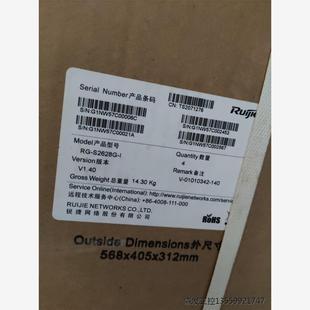 Serial Number产品条码
CN: TS2071276
Ruijie
S/N:G1NW57C00006C
S/N:G1NW57C002453
S/N:G1NW57C00021A
Model产品型号
RG-S2628G-I
Quantity数量
4
Version版本
V1.40
Remark备注
V-01010342-140
Gross Weight总重量 14.30 KG
Service Online(International): http://www.ruijienetworks.com
远程技术服务中心(China): +86-4008-111-000
RUIJIE NETWORKS CO., LTD.
锐捷网络股份有限公司
RoHS
Outside Dimensions外尺寸
568x405x312mm